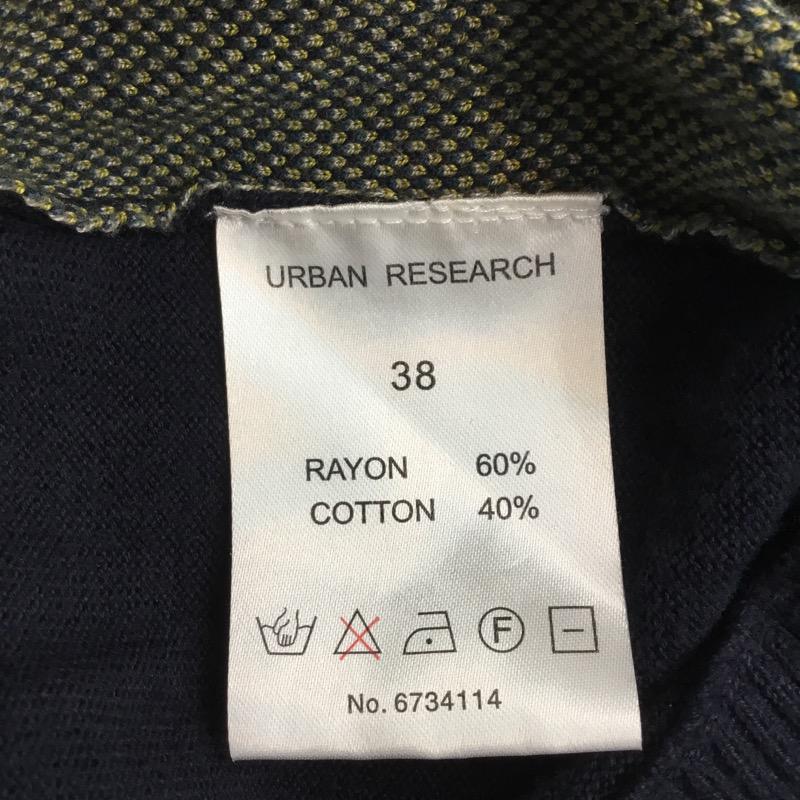 URBAN RESEARCH
38
RAYON 60%
COTTON 40%
F
No. 6734114